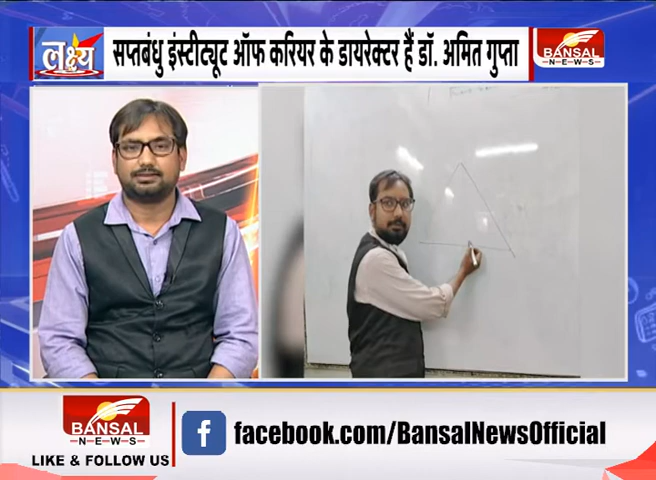 लक्ष्य
सप्तबंधु इंस्टीट्यूट ऑफ करियर के डायरेक्टर हैं डॉ. अमित गुप्ता
BANSAL
NEWS
BANSAL
NEWS
LIKE & FOLLOW US
f
facebook.com/BansalNewsOfficial